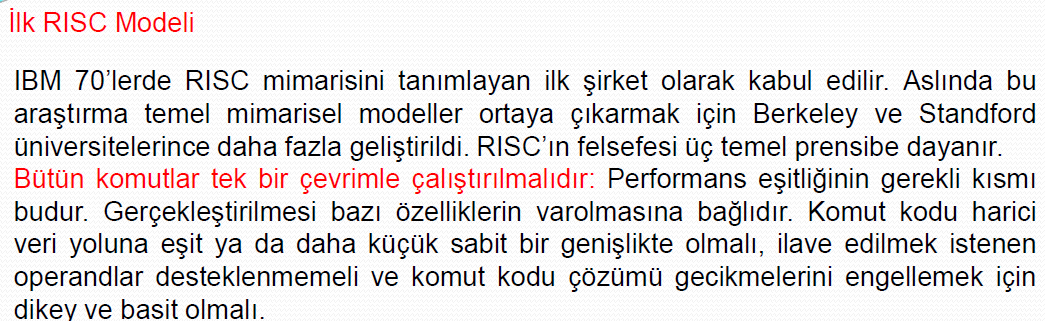 İlk RISC Modeli
IBM 70’lerde RISC mimarisini tanımlayan ilk şirket olarak kabul edilir. Aslında bu
araştırma temel mimarisel modeller ortaya çıkarmak için Berkeley ve Standford
üniversitelerince daha fazla geliştirildi. RISC’ın felsefesi üç temel prensibe dayanır.
Bütün komutlar tek bir çevrimle çalıştırılmalıdır: Performans eşitliğinin gerekli kısmı
budur. Gerçekleştirilmesi bazı özelliklerin varolmasına bağlıdır. Komut kodu harici
veri yoluna eşit ya da daha küçük sabit bir genişlikte olmalı, ilave edilmek istenen
operandlar desteklenmemeli ve komut kodu çözümü gecikmelerini engellemek için
dikey ve basit olmalı.